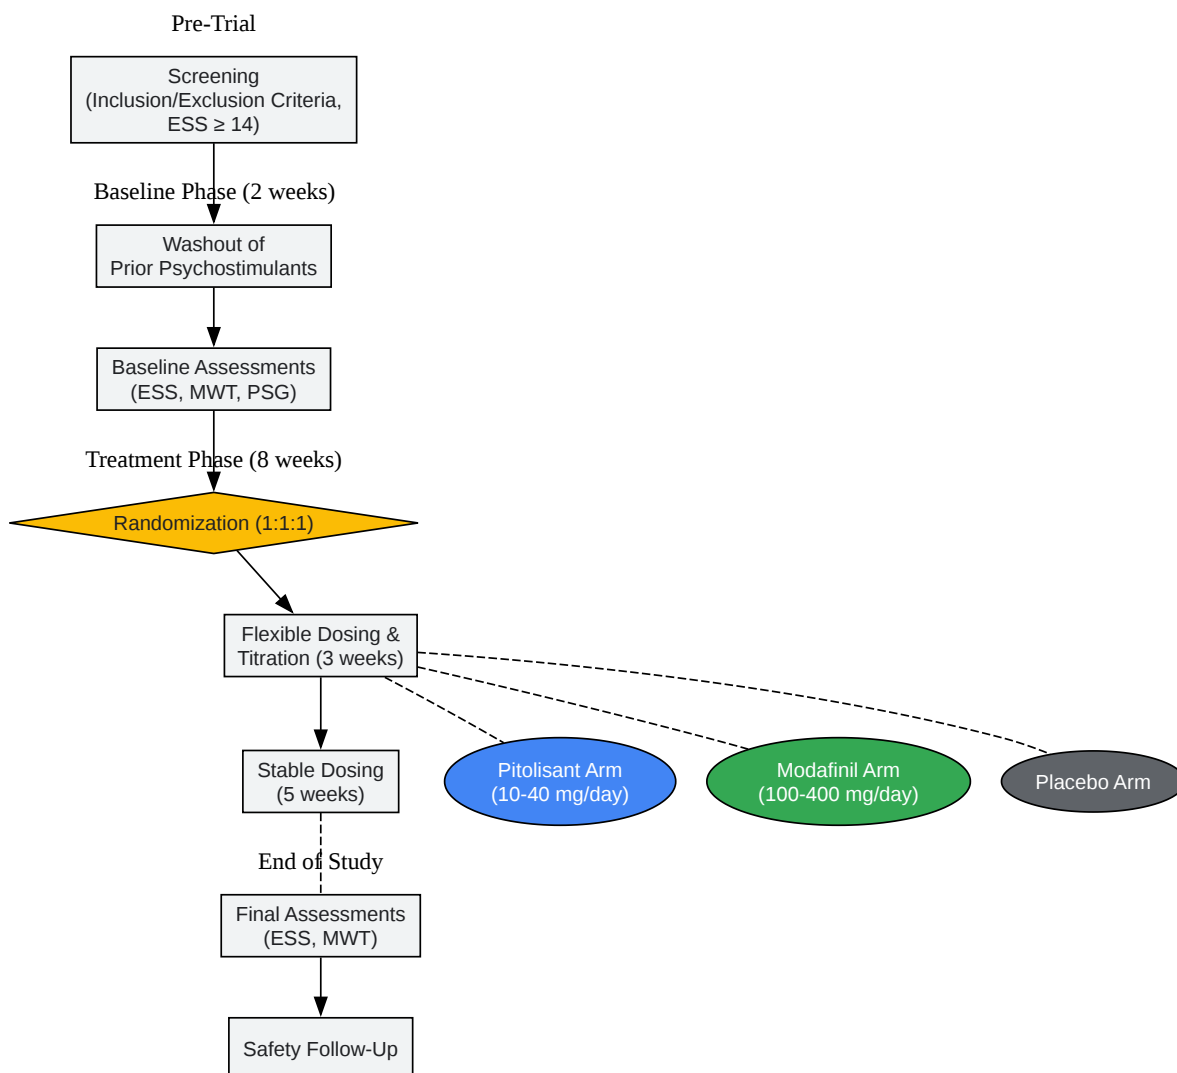 Pre-Trial
Screening
(Inclusion/Exclusion Criteria,
ESS ≥ 14)
Baseline Phase (2 weeks)
Washout of
Prior Psychostimulants
Baseline Assessments
(ESS, MWT, PSG)
Treatment Phase (8 weeks)
Randomization (1:1:1)
Flexible Dosing &
Titration (3 weeks)
Stable Dosing
(5 weeks)
Pitolisant Arm
(10-40 mg/day)
Modafinil Arm
(100-400 mg/day)
Placebo Arm
End of Study
Final Assessments
(ESS, MWT)
Safety Follow-Up